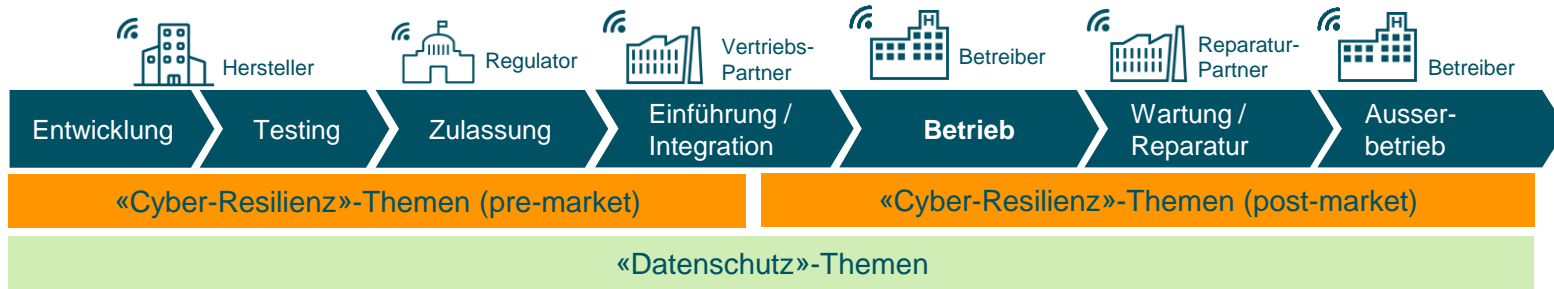 Hersteller
Regulator
Vertriebs-
Partner
H
Betreiber
Reparatur-
Partner
H
Betreiber
Entwicklung
Testing
Zulassung
Einführung /
Integration
Betrieb
Wartung /
Reparatur
Ausser-
betrieb
«Cyber-Resilienz»-Themen (pre-market)
«Cyber-Resilienz»-Themen (post-market)
«Datenschutz»-Themen